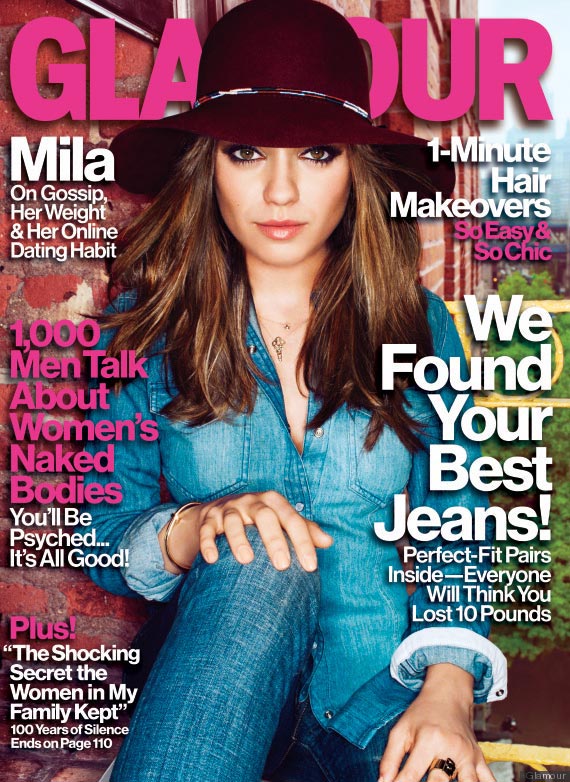 GLAMOUR
Mila
On Gossip,
Her Weight
& Her Online
Dating Habit
1-Minute
Hair
Makeovers
So Easy &
So Chic
1,000
Men Talk
About
Women's
Naked
Bodies
You'll Be
Psyched...
It's All Good!
We
Found
Your
Best
Jeans!
Perfect-Fit Pairs
Inside—Everyone
Will Think You
Lost 10 Pounds
Plus!
“The Shocking
Secret the
Women in My
Family Kept”
100 Years of Silence
Ends on Page 110
Glamour